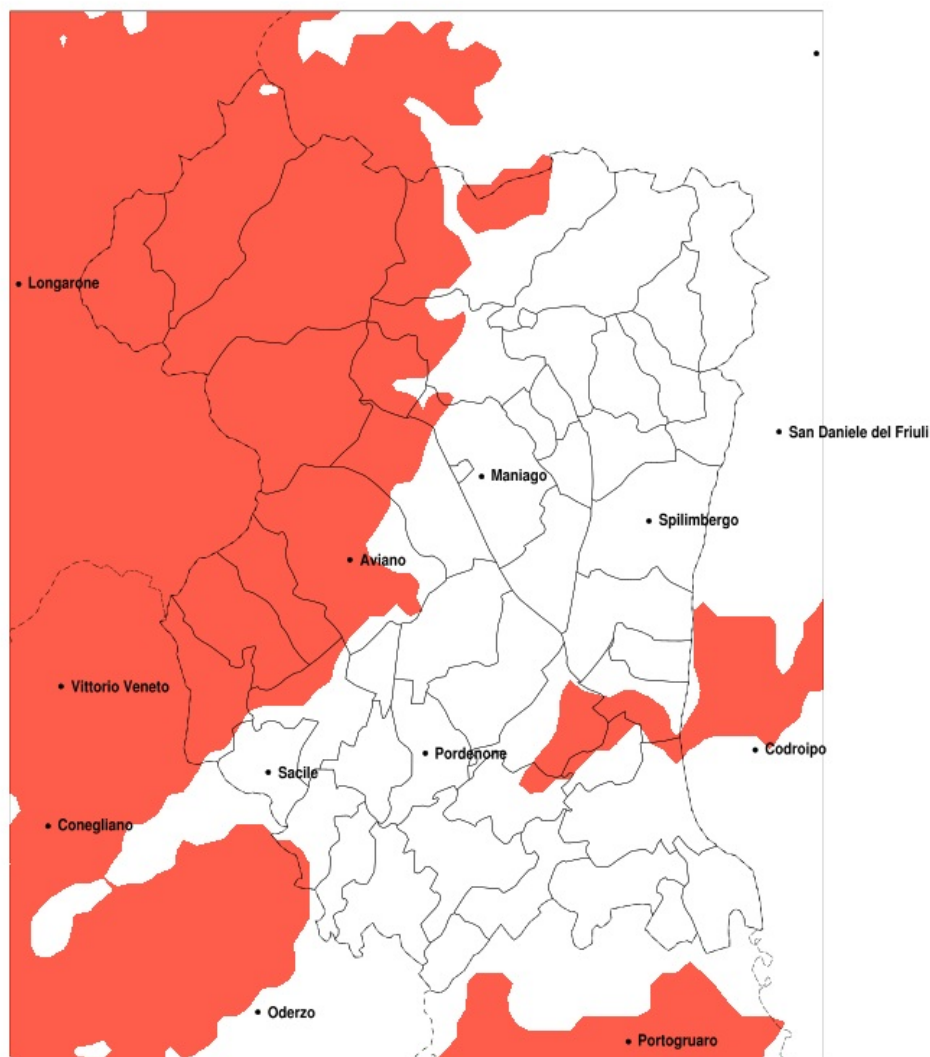 Longarone
San Daniele del Friuli
Maniago
Spilimbergo
Aviano
Vittorio Veneto
Codroipo
Pordenone
Sacile
Conegliano
Oderzo
Portogruaro